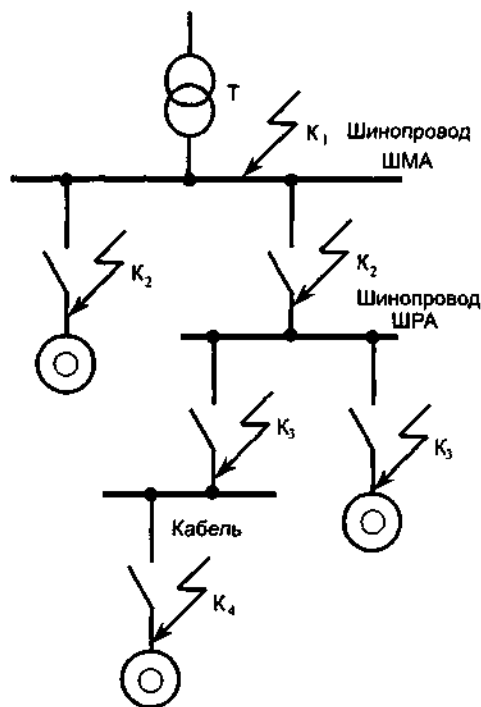 Т
К₁
Шинопровод
ШМА
К₂
К₂
Шинопровод
ШРА
К₃
К₃
Кабель
К₄